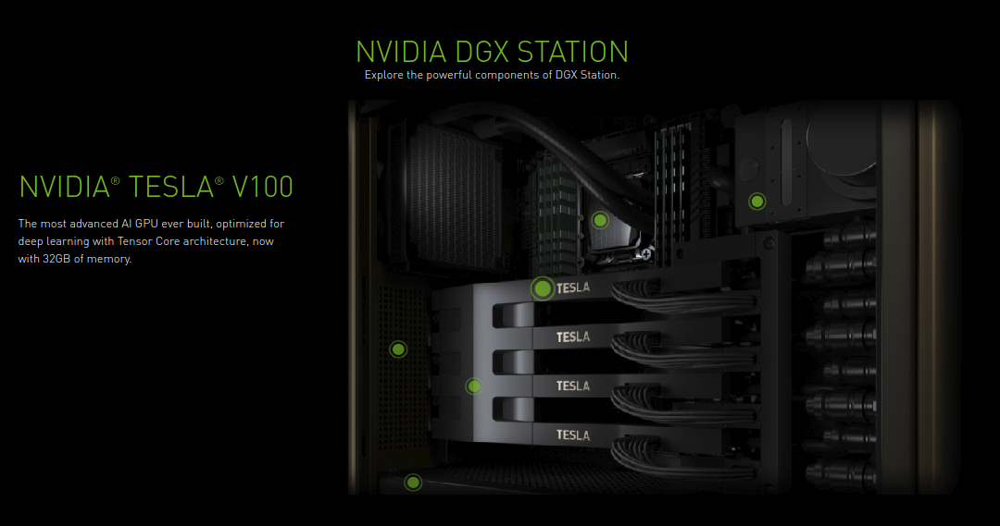 NVIDIA DGX STATION
Explore the powerful components of DGX Station.
NVIDIA® TESLA® V100
The most advanced AI GPU ever built, optimized for
deep learning with Tensor Core architecture, now
with 32GB of memory.
TESLA
TESLA
TESLA
TESLA